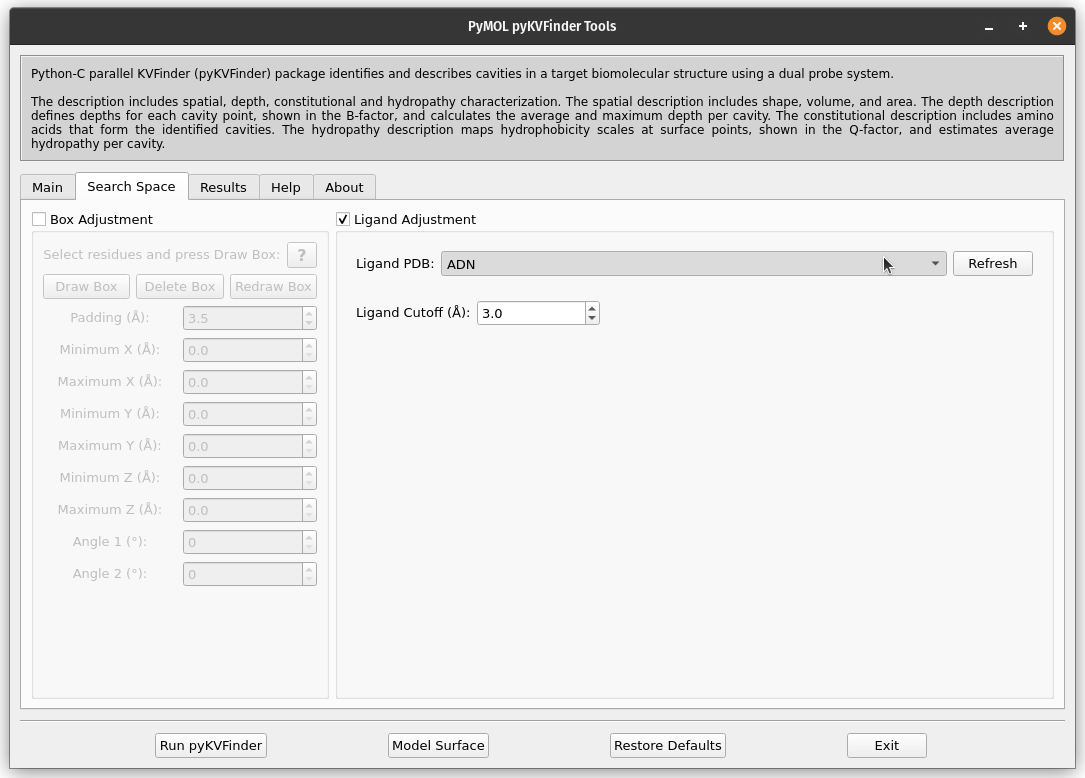 PyMOL pyKVFinder Tools
Python-C parallel KVFinder (pyKVFinder) package identifies and describes cavities in a target biomolecular structure using a dual probe system.
The description includes spatial, depth, constitutional and hydropathy characterization. The spatial description includes shape, volume, and area. The depth description
defines depths for each cavity point, shown in the B-factor, and calculates the average and maximum depth per cavity. The constitutional description includes amino
acids that form the identified cavities. The hydropathy description maps hydrophobicity scales at surface points, shown in the Q-factor, and estimates average
hydropathy per cavity.
Main Search Space Results Help About
Box Adjustment
Select residues and press Draw Box: ?
Draw Box Delete Box Redraw Box
Padding (Å): 3.5
Minimum X (Å): 0.0
Maximum X (Å): 0.0
Minimum Y (Å): 0.0
Maximum Y (Å): 0.0
Minimum Z (Å): 0.0
Maximum Z (Å): 0.0
Angle 1 (°): 0
Angle 2 (°): 0
Ligand Adjustment
Ligand PDB: ADN Refresh
Ligand Cutoff (Å): 3.0
Run pyKVFinder Model Surface Restore Defaults Exit